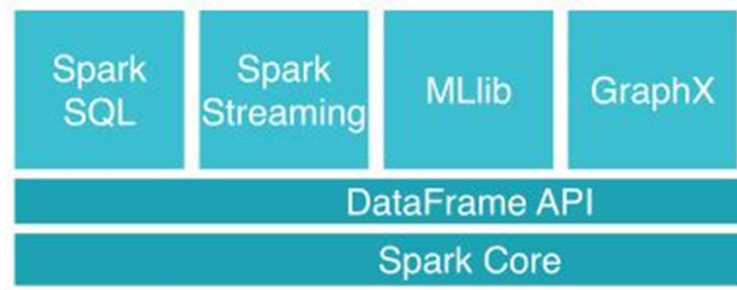 Spark
SQL
Spark
Streaming
MLlib
GraphX
DataFrame API
Spark Core